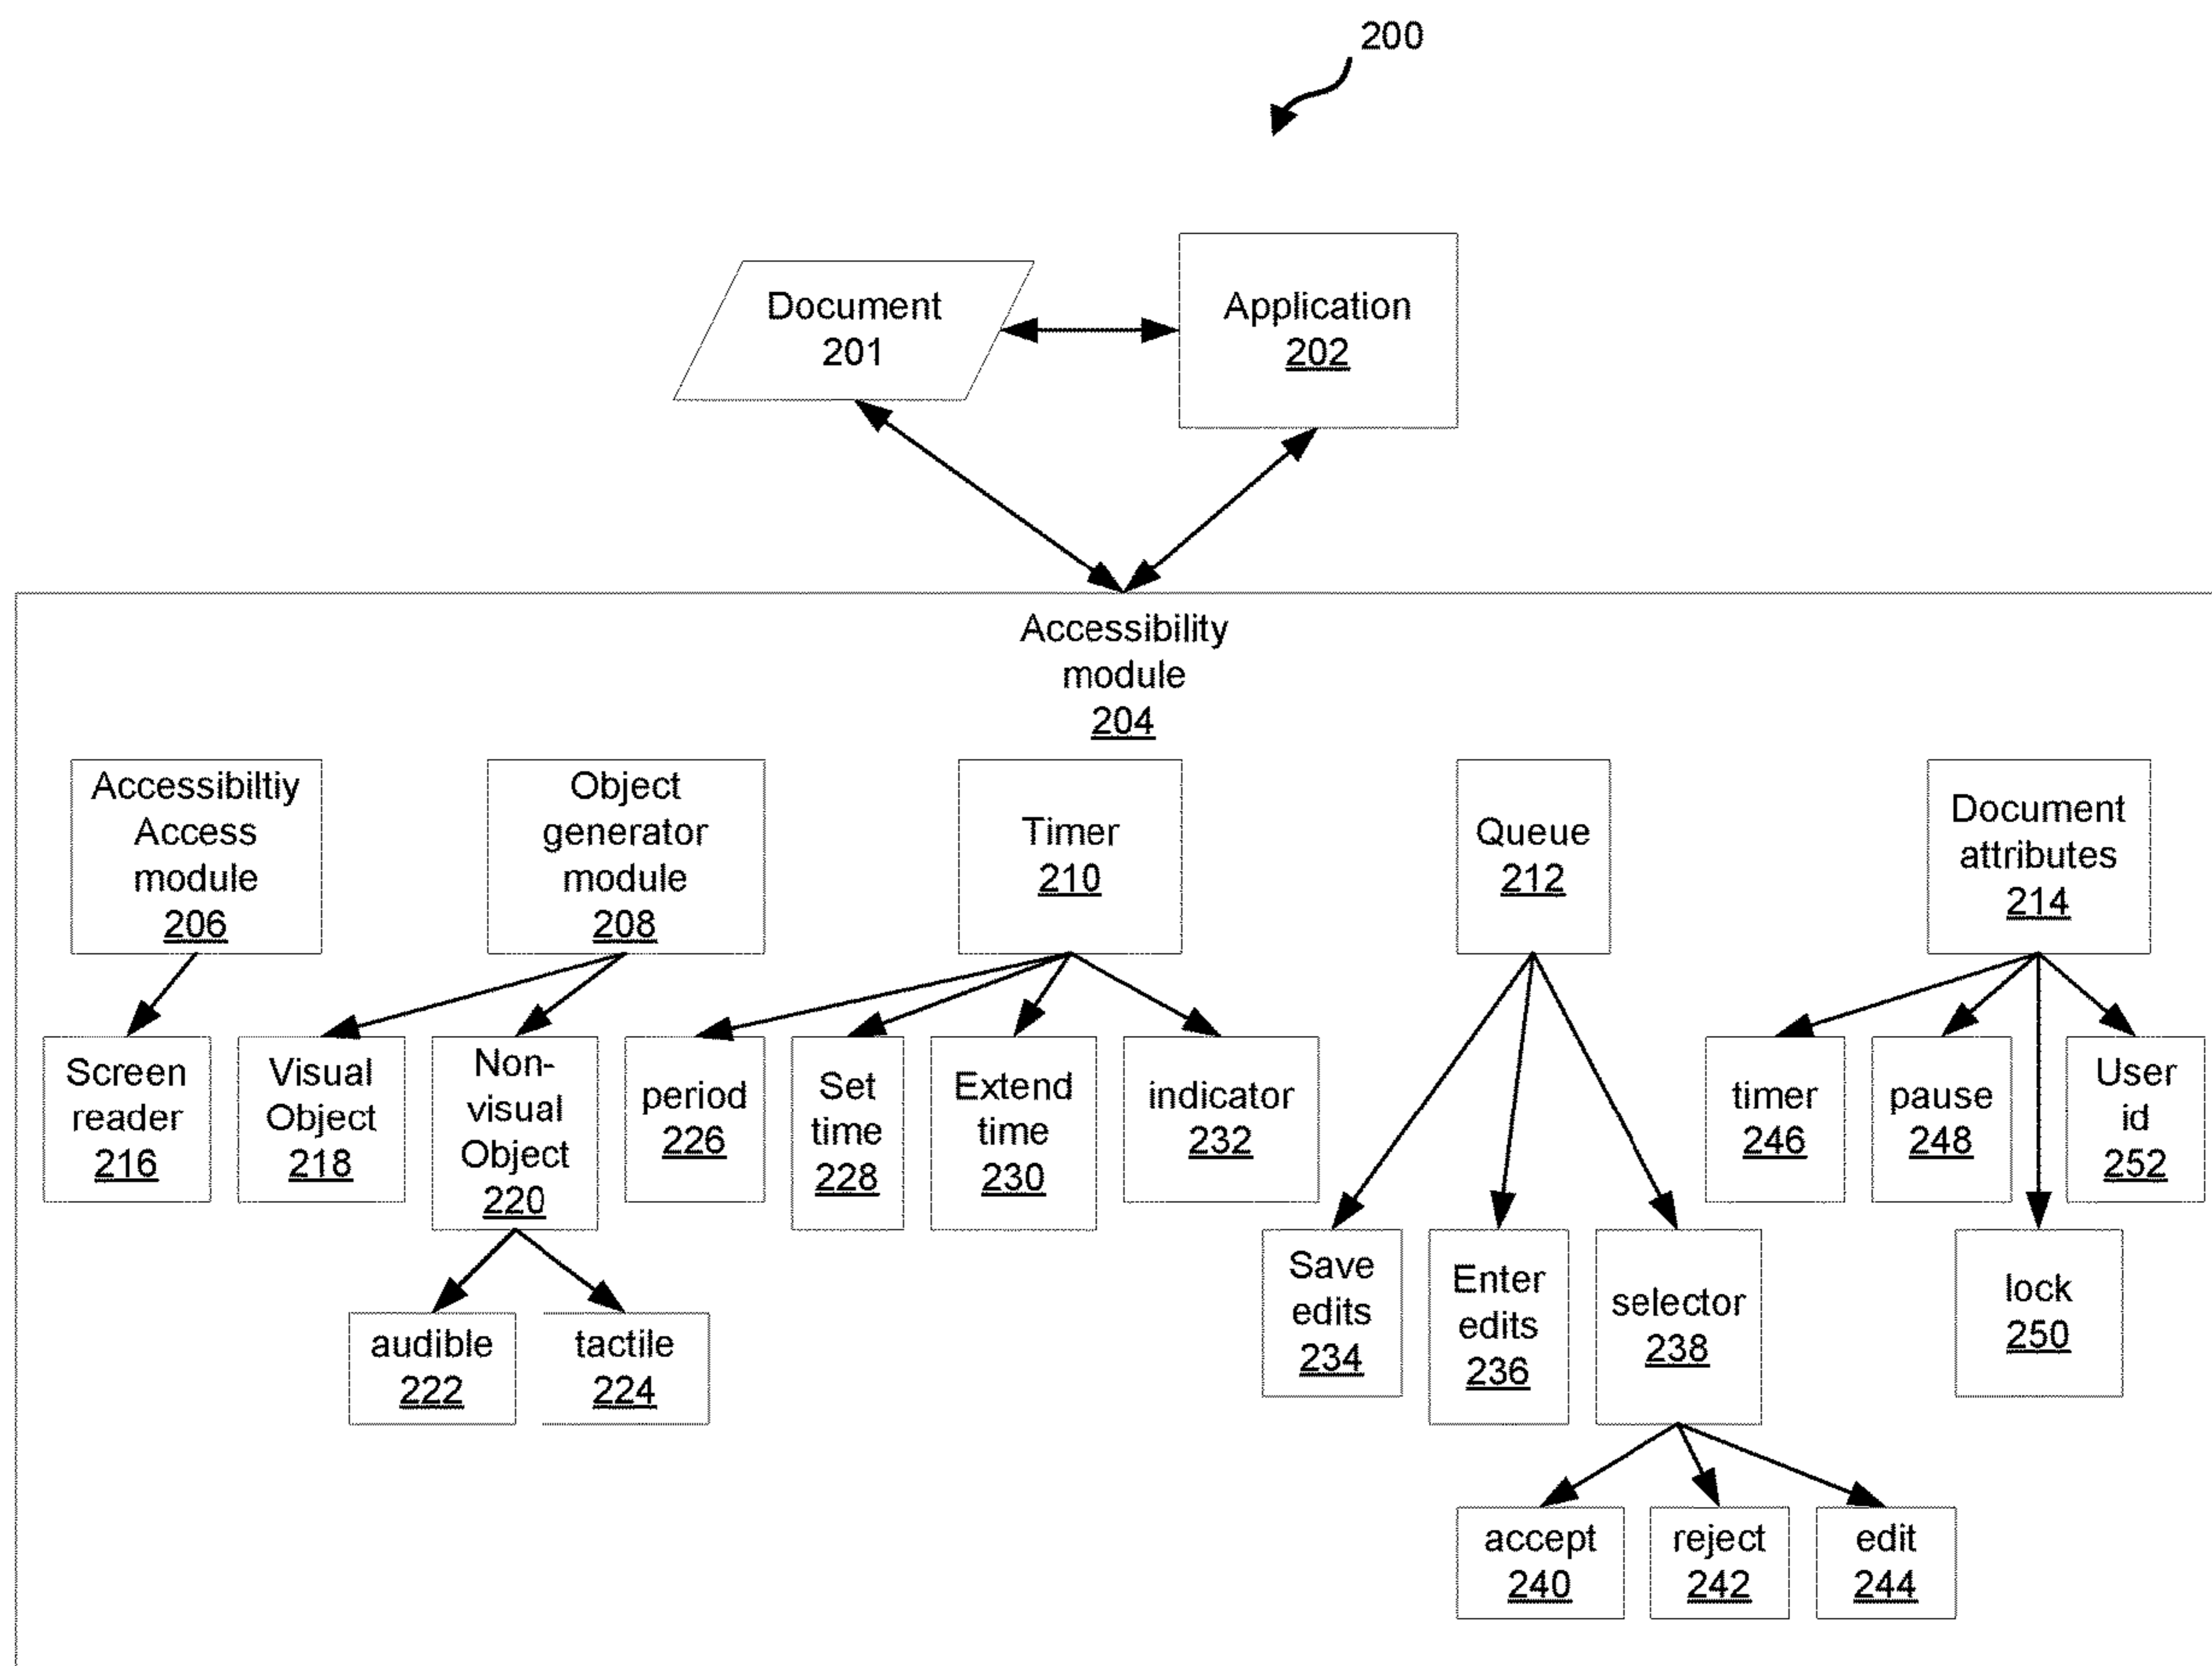 200
Document
201
Application
202
Accessibility
module
204
Accessibiltiy
Access
module
206
Object
generator
module
208
Timer
210
Queue
212
Document
attributes
214
Screen
reader
216
Visual
Object
218
Non-
visual
Object
220
period
226
Set
time
228
Extend
time
230
indicator
232
timer
246
pause
248
User
id
252
Save
edits
234
Enter
edits
236
selector
238
lock
250
audible
222
tactile
224
accept
240
reject
242
edit
244